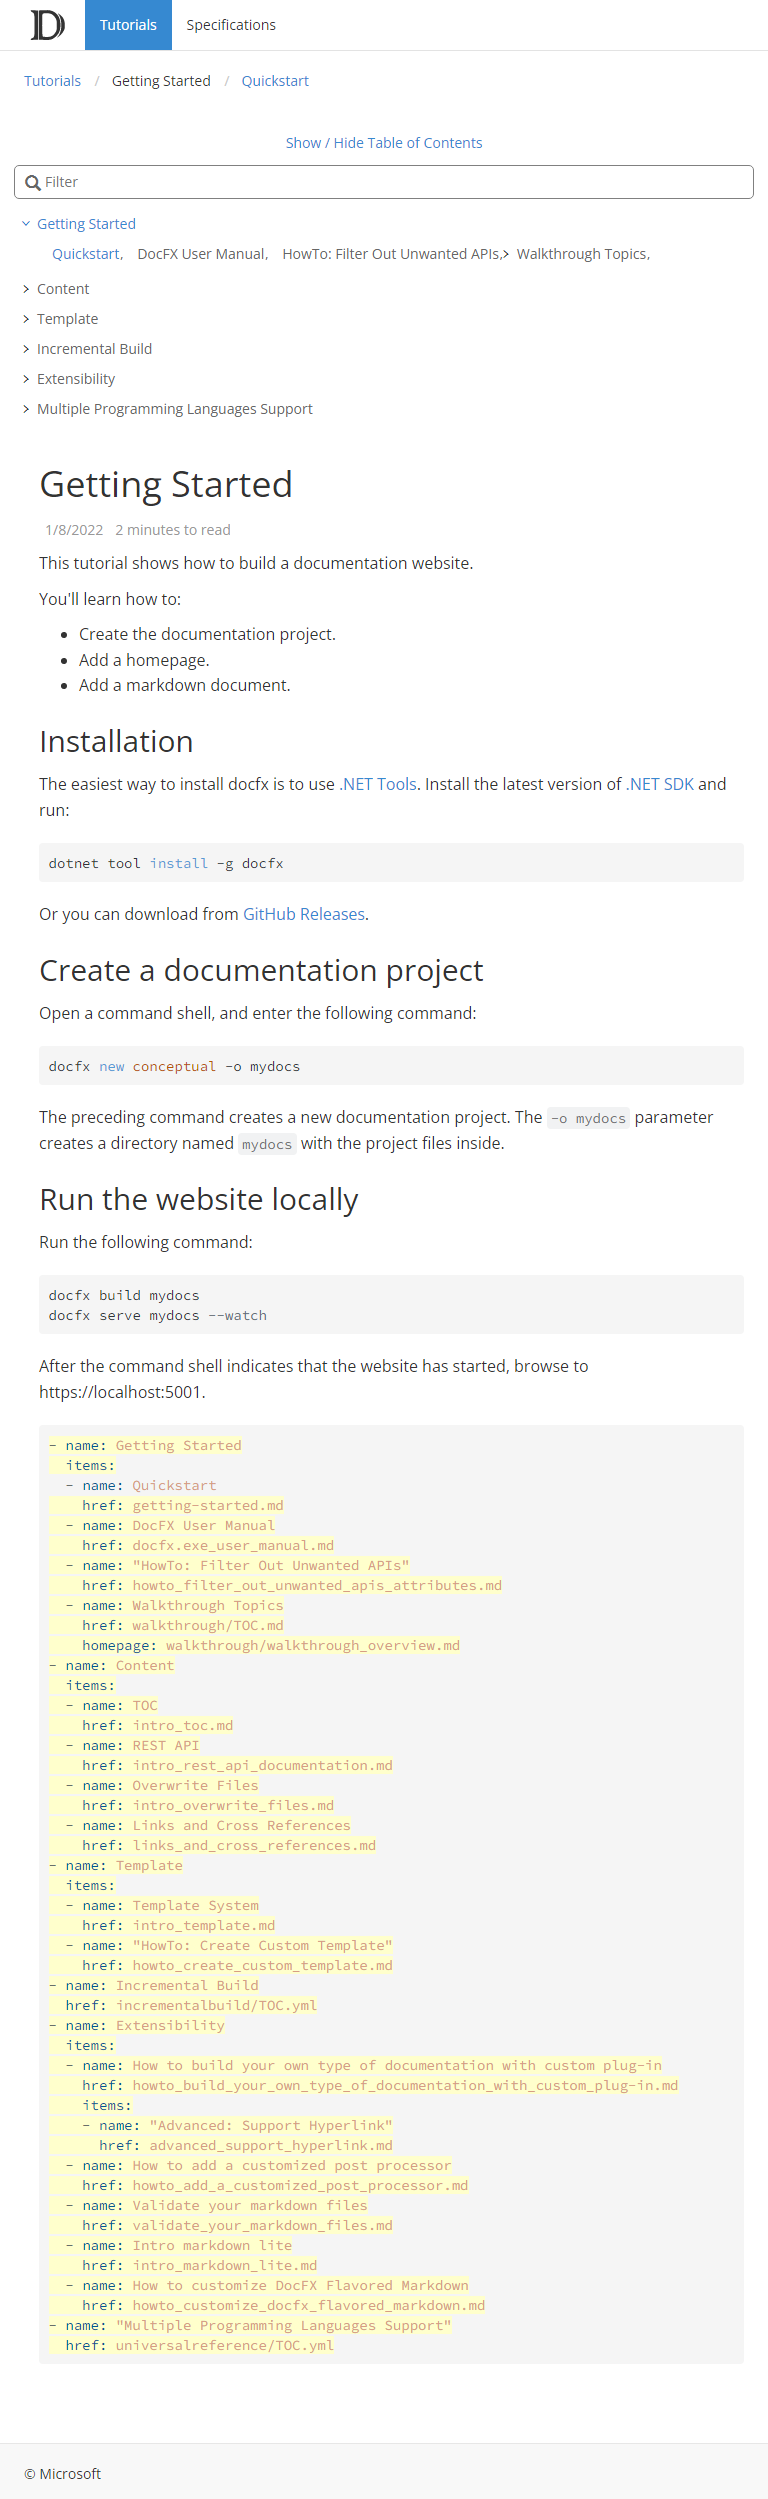 D
Tutorials Specifications
Tutorials / Getting Started / Quickstart
Show / Hide Table of Contents
Filter
Getting Started
Quickstart, DocFX User Manual, HowTo: Filter Out Unwanted APIs, Walkthrough Topics,
Content
Template
Incremental Build
Extensibility
Multiple Programming Languages Support
Getting Started
1/8/2022 2 minutes to read
This tutorial shows how to build a documentation website.
You'll learn how to:
• Create the documentation project.
• Add a homepage.
• Add a markdown document.
Installation
The easiest way to install docfx is to use .NET Tools. Install the latest version of .NET SDK and
run:
dotnet tool install -g docfx
Or you can download from GitHub Releases.
Create a documentation project
Open a command shell, and enter the following command:
docfx new conceptual -o mydocs
The preceding command creates a new documentation project. The -o mydocs parameter
creates a directory named mydocs with the project files inside.
Run the website locally
Run the following command:
docfx build mydocs
docfx serve mydocs --watch
After the command shell indicates that the website has started, browse to
https://localhost:5001.
- name: Getting Started
  items:
  - name: Quickstart
    href: getting-started.md
  - name: DocFX User Manual
    href: docfx.exe_user_manual.md
  - name: "HowTo: Filter Out Unwanted APIs"
    href: howto_filter_out_unwanted_apis_attributes.md
  - name: Walkthrough Topics
    href: walkthrough/TOC.md
    homepage: walkthrough/walkthrough_overview.md
- name: Content
  items:
  - name: TOC
    href: intro_toc.md
  - name: REST API
    href: intro_rest_api_documentation.md
  - name: Overwrite Files
    href: intro_overwrite_files.md
  - name: Links and Cross References
    href: links_and_cross_references.md
- name: Template
  items:
  - name: Template System
    href: intro_template.md
  - name: "HowTo: Create Custom Template"
    href: howto_create_custom_template.md
- name: Incremental Build
  href: incrementalbuild/TOC.yml
- name: Extensibility
  items:
  - name: How to build your own type of documentation with custom plug-in
    href: howto_build_your_own_type_of_documentation_with_custom_plug-in.md
    items:
    - name: "Advanced: Support Hyperlink"
      href: advanced_support_hyperlink.md
  - name: How to add a customized post processor
    href: howto_add_a_customized_post_processor.md
  - name: Validate your markdown files
    href: validate_your_markdown_files.md
  - name: Intro markdown lite
    href: intro_markdown_lite.md
  - name: How to customize DocFX Flavored Markdown
    href: howto_customize_docfx_flavored_markdown.md
- name: "Multiple Programming Languages Support"
  href: universalreference/TOC.yml
© Microsoft